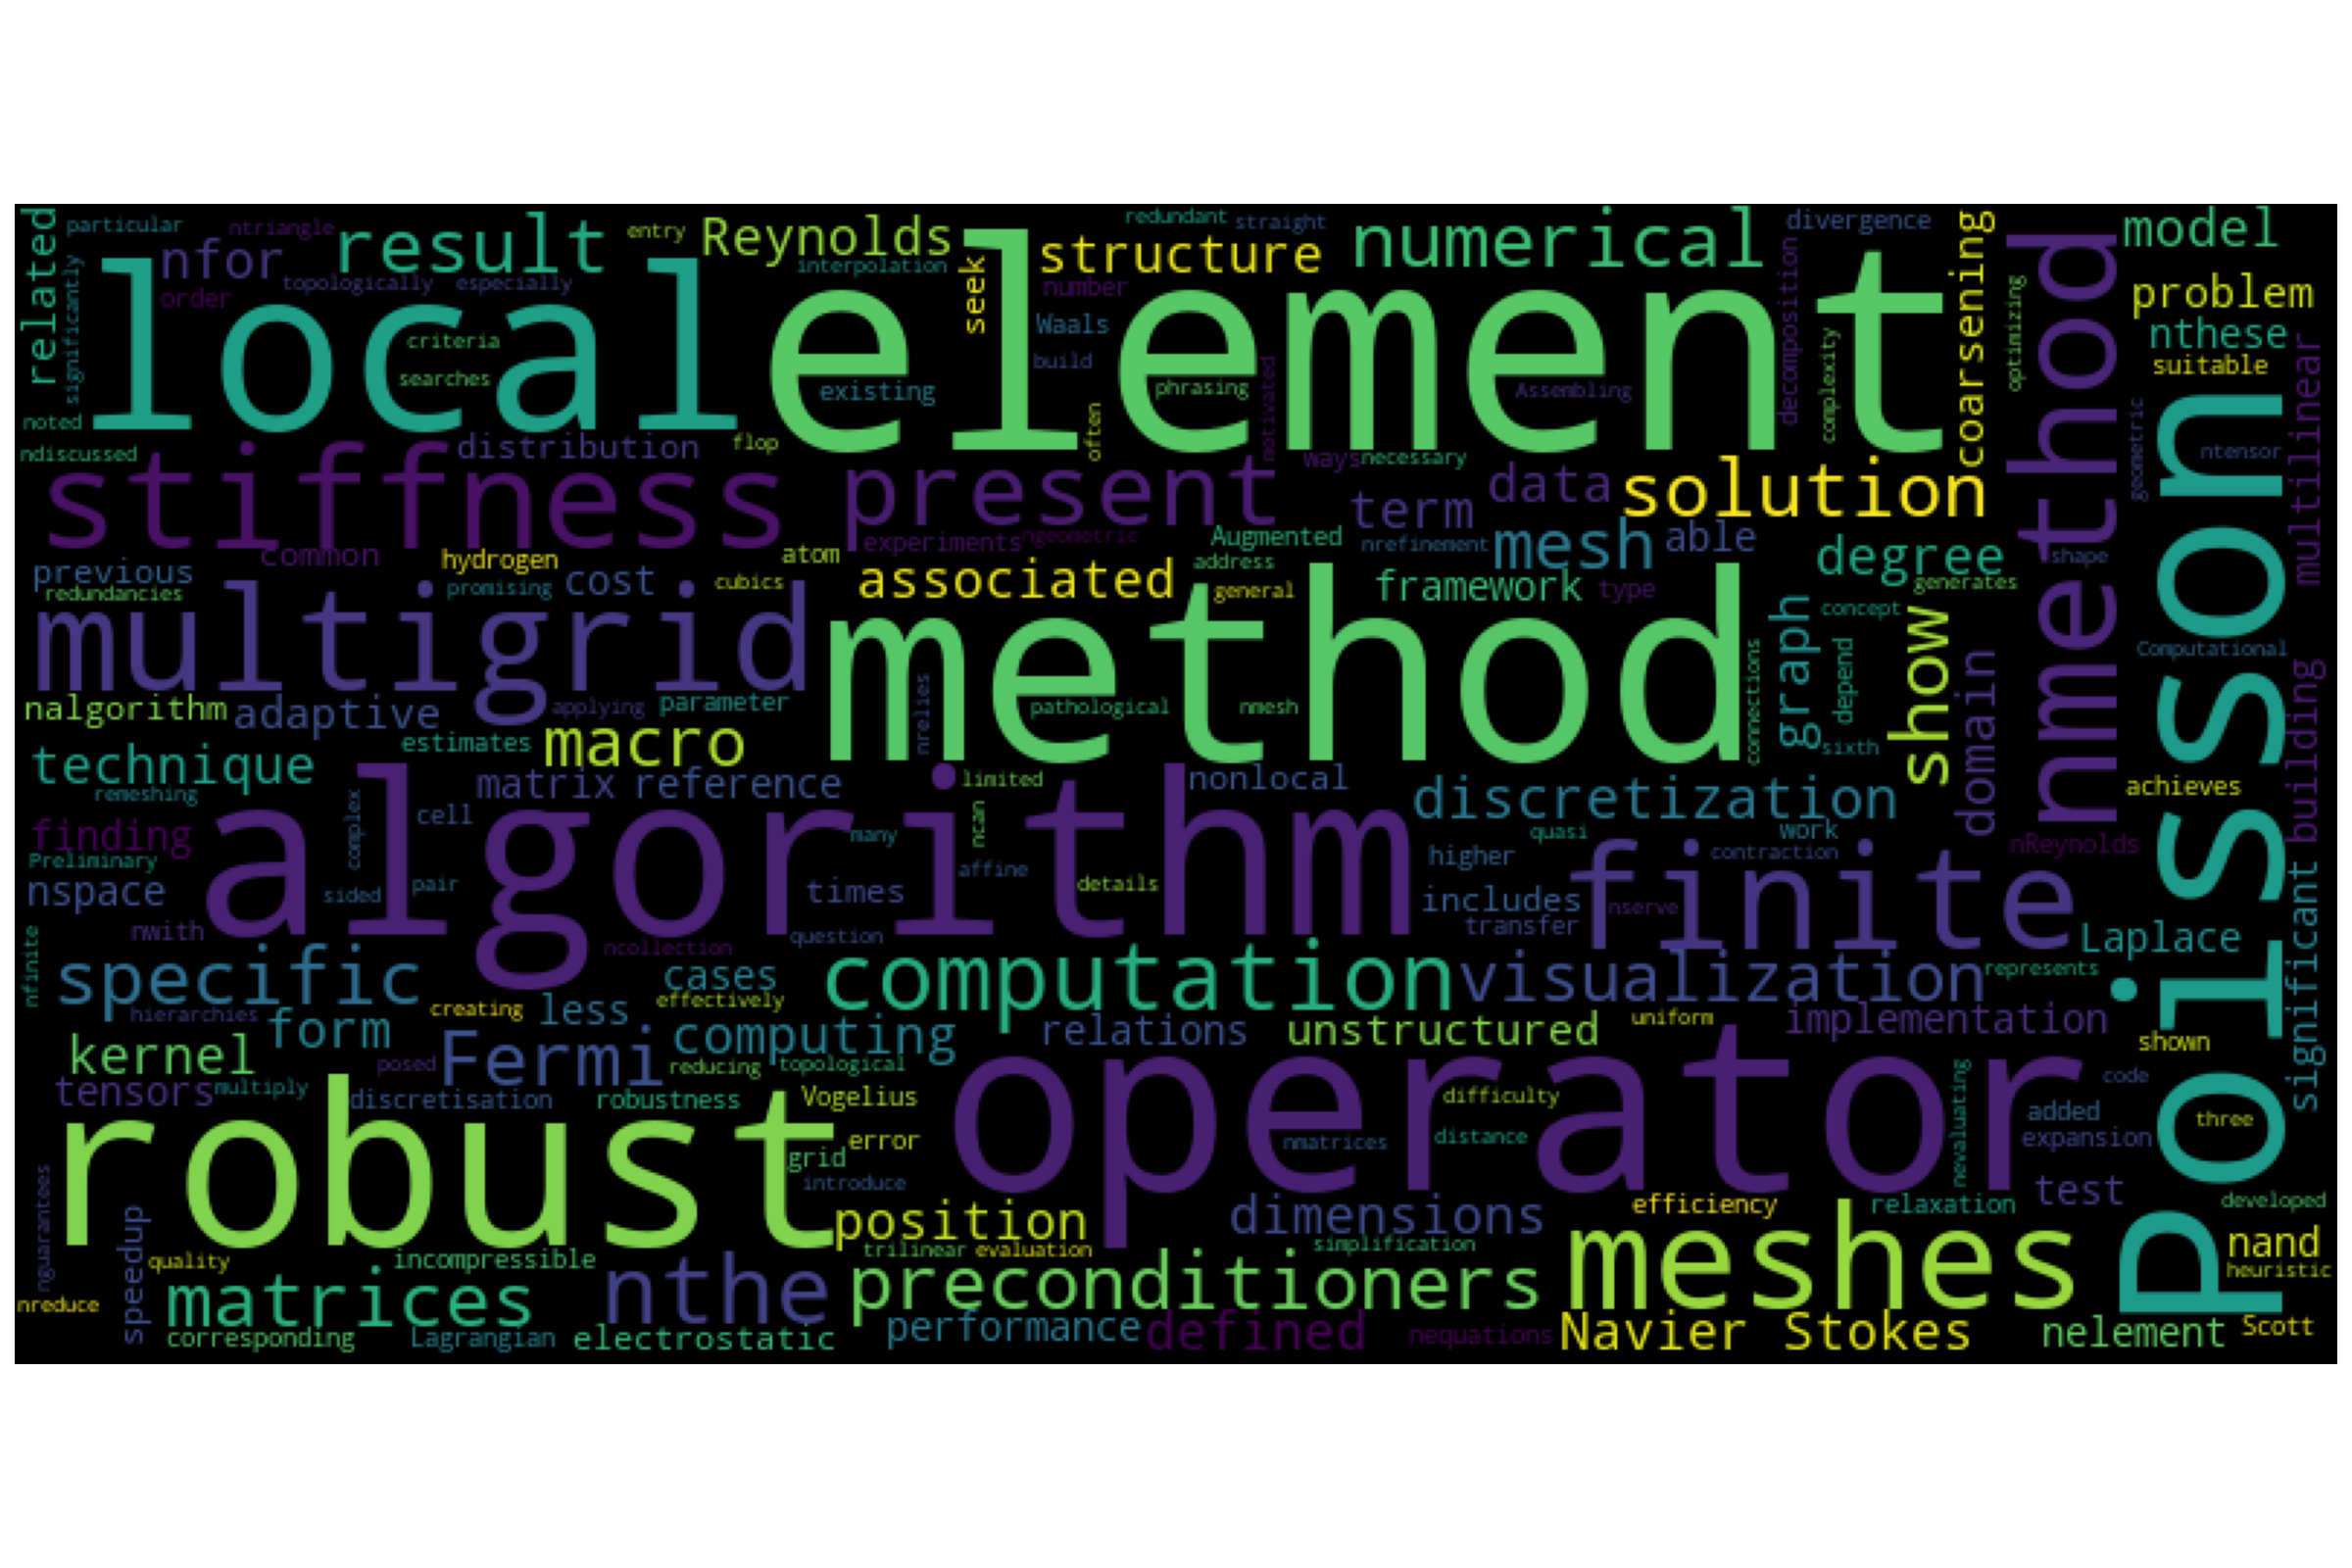 particular
ntriangle
result
entry
Reynolds
redundant
straight
numerical
divergence
model
related
nfor
interpolation
structure
seek
number
decomposition
coarsening
significantly
order
topologically
especially
local
element
method
Poisson
Waals
build
optimizing
problem
nthese
suitable
multilinear
criteria
searches
existing
phrasing
motivated
often
Assembling
complexity
noted
ndiscussed
distribution
flop
ways
necessary
geometric
ntensor
stiffness
present
term
data
solution
nmethod
common
hydrogen
atom
experiments
ngeometric
Augmented
nrefinement
mesh
able
degree
shape
previous
redundancies
promising
cost
cubics
associated
address
general
framework
type
generates
multigrid
graph
concept
show
Computational
nalgorithm
adaptive
applying
parameter
nrelies
pathological
nmesh
connections
depend
sixth
domain
building
technique
remeshing
estimates
macro
matrix
reference
limited
nonlocal
discretization
achieves
finding
Preliminary
complex
cell
algorithm
many
ncan
quasi
work
higher
contraction
nReynolds
nspace
sided
pair
times
affine
details
includes
nserve
finite
significant
nwith
ncollection
question
transfer
Laplace
nfinite
specific
hierarchies
creating
less
cases
effectively
computation
visualization
represents
form
kernel
Fermi
computing
relations
unstructured
uniform
implementation
shown
posed
reducing
topological
tensors
multiply
discretisation
robustness
Vogelius
operator
difficulty
nevaluating
code
added
three
robust
error
grid
introduce
nmatrices
distance
expansion
nguarantees
speedup
quality
incompressible
position
trilinear
evaluation
dimensions
simplification
efficiency
relaxation
test
developed
nand
heuristic
nreduce
matrices
nthe
preconditioners
meshes
corresponding
Lagrangian
electrostatic
performance
defined
nequations
Navier Stokes
nelement
Scott